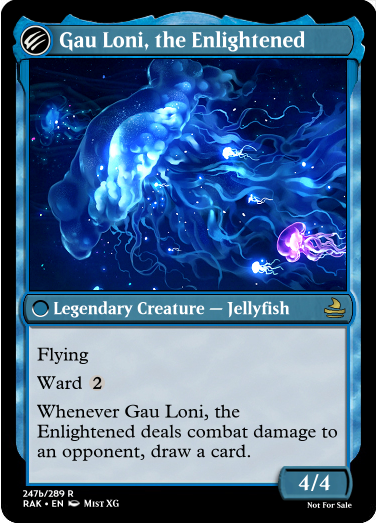 Gau Loni, the Enlightened
Legendary Creature — Jellyfish
Flying
Ward 2
Whenever Gau Loni, the
Enlightened deals combat damage to
an opponent, draw a card.
4/4
247b/289 R
RAK • EN Mist XG
Not For Sale